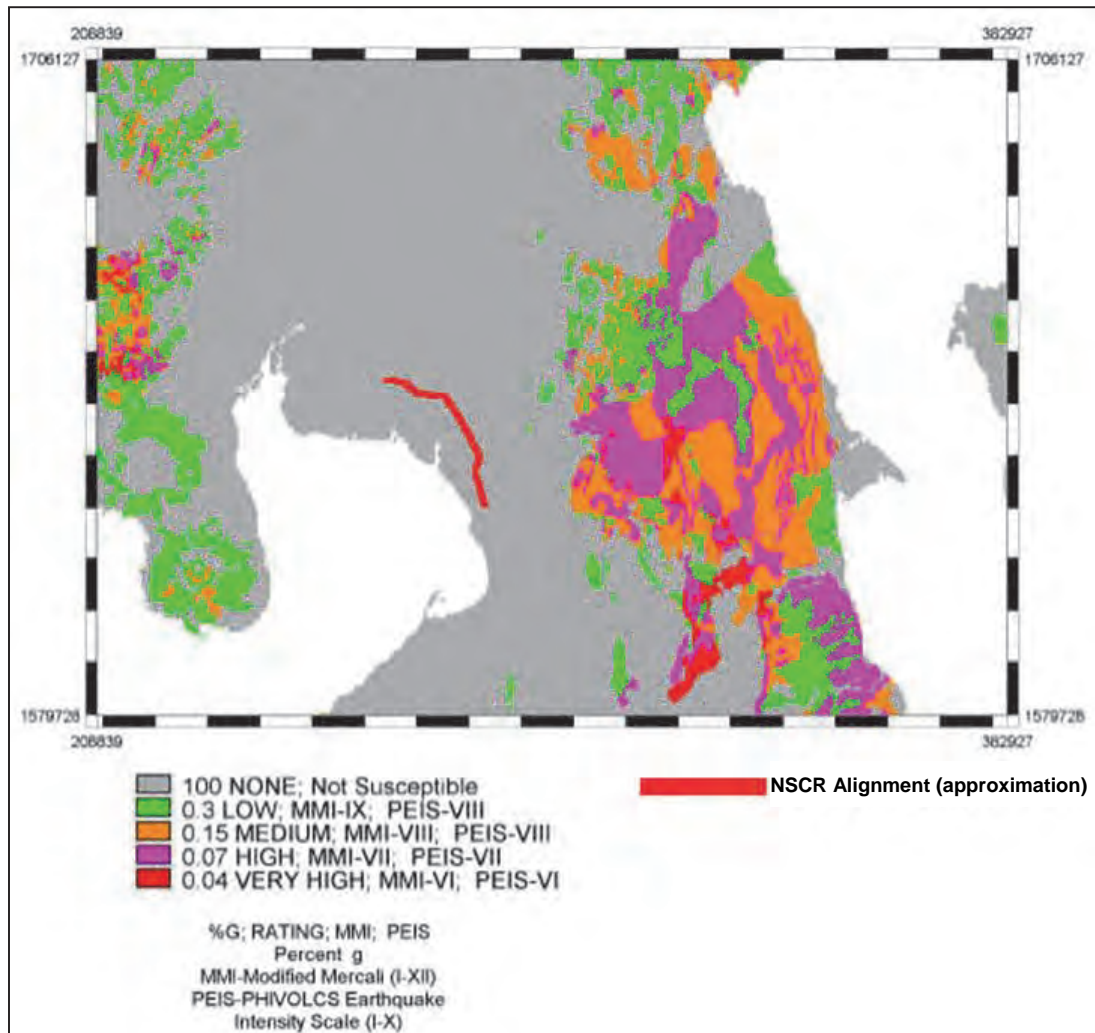 206839 382927
1706127 1706127
1579728 1579728
206839 382927
100 NONE; Not Susceptible
0.3 LOW; MMI-IX; PEIS-VIII
0.15 MEDIUM; MMI-VIII; PEIS-VIII
0.07 HIGH; MMI-VII; PEIS-VII
0.04 VERY HIGH; MMI-VI; PEIS-VI
NSCR Alignment (approximation)
%G; RATING; MMI; PEIS
Percent g
MMI-Modified Mercali (I-XII)
PEIS-PHIVOLCS Earthquake
Intensity Scale (I-X)